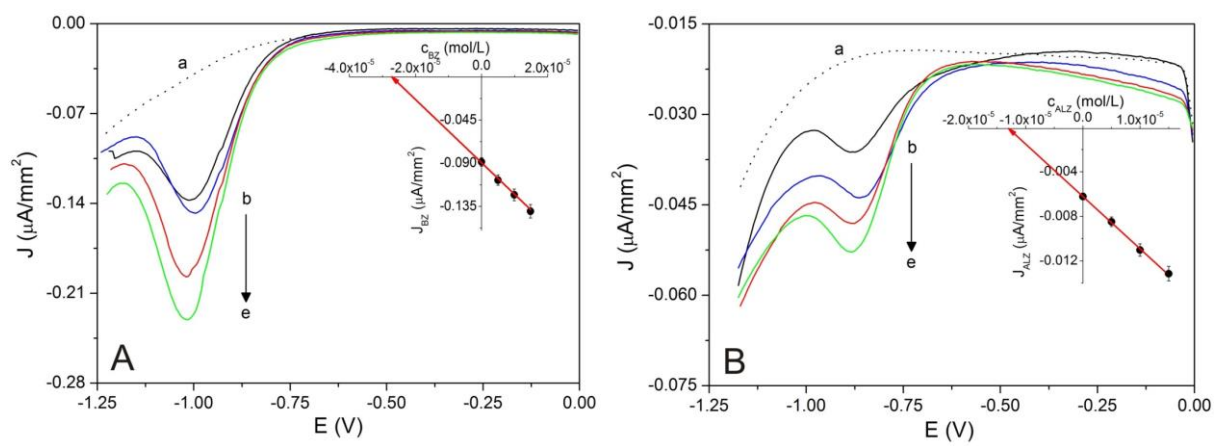 0.00
-0.07
-0.14
-0.21
-0.28
J (µA/mm²)
-1.25 -1.00 -0.75 -0.50 -0.25 0.00
E (V)
a
b
e
A
c_BZ (mol/L)
-4.0x10⁻⁵ -2.0x10⁻⁵ 0.0 2.0x10⁻⁵
-0.045
-0.090
-0.135
J_BZ (µA/mm²)
-0.015
-0.030
-0.045
-0.060
-0.075
J (µA/mm²)
-1.25 -1.00 -0.75 -0.50 -0.25 0.00
E (V)
a
b
e
B
c_ALZ (mol/L)
-2.0x10⁻⁵ -1.0x10⁻⁵ 0.0 1.0x10⁻⁵
-0.004
-0.008
-0.012
J_ALZ (µA/mm²)